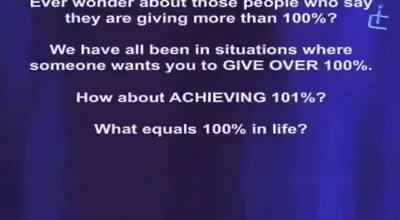 Ever wonder about those people who say
they are giving more than 100%?
We have all been in situations where
someone wants you to GIVE OVER 100%.
How about ACHIEVING 101%?
What equals 100% in life?